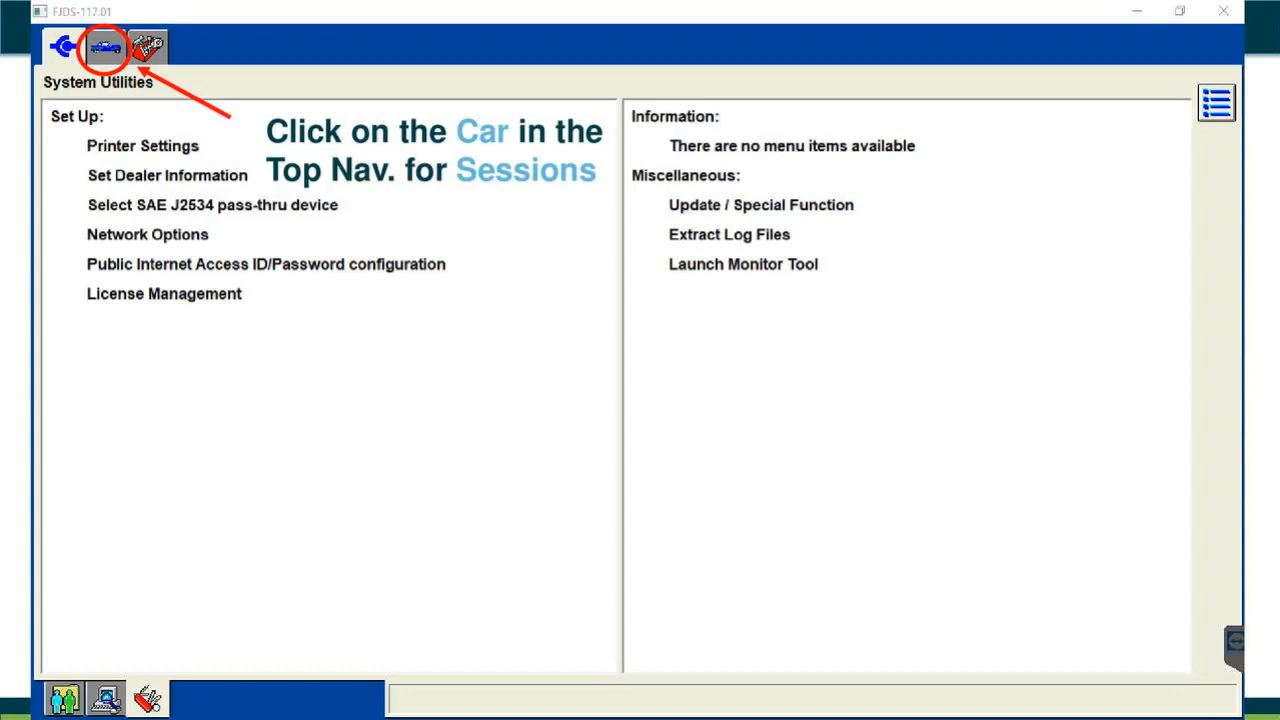 FJDS-117.01
System Utilities
Set Up:
Printer Settings
Set Dealer Information
Select SAE J2534 pass-thru device
Network Options
Public Internet Access ID/Password configuration
License Management
Click on the Car in the
Top Nav. for Sessions
Information:
There are no menu items available
Miscellaneous:
Update / Special Function
Extract Log Files
Launch Monitor Tool